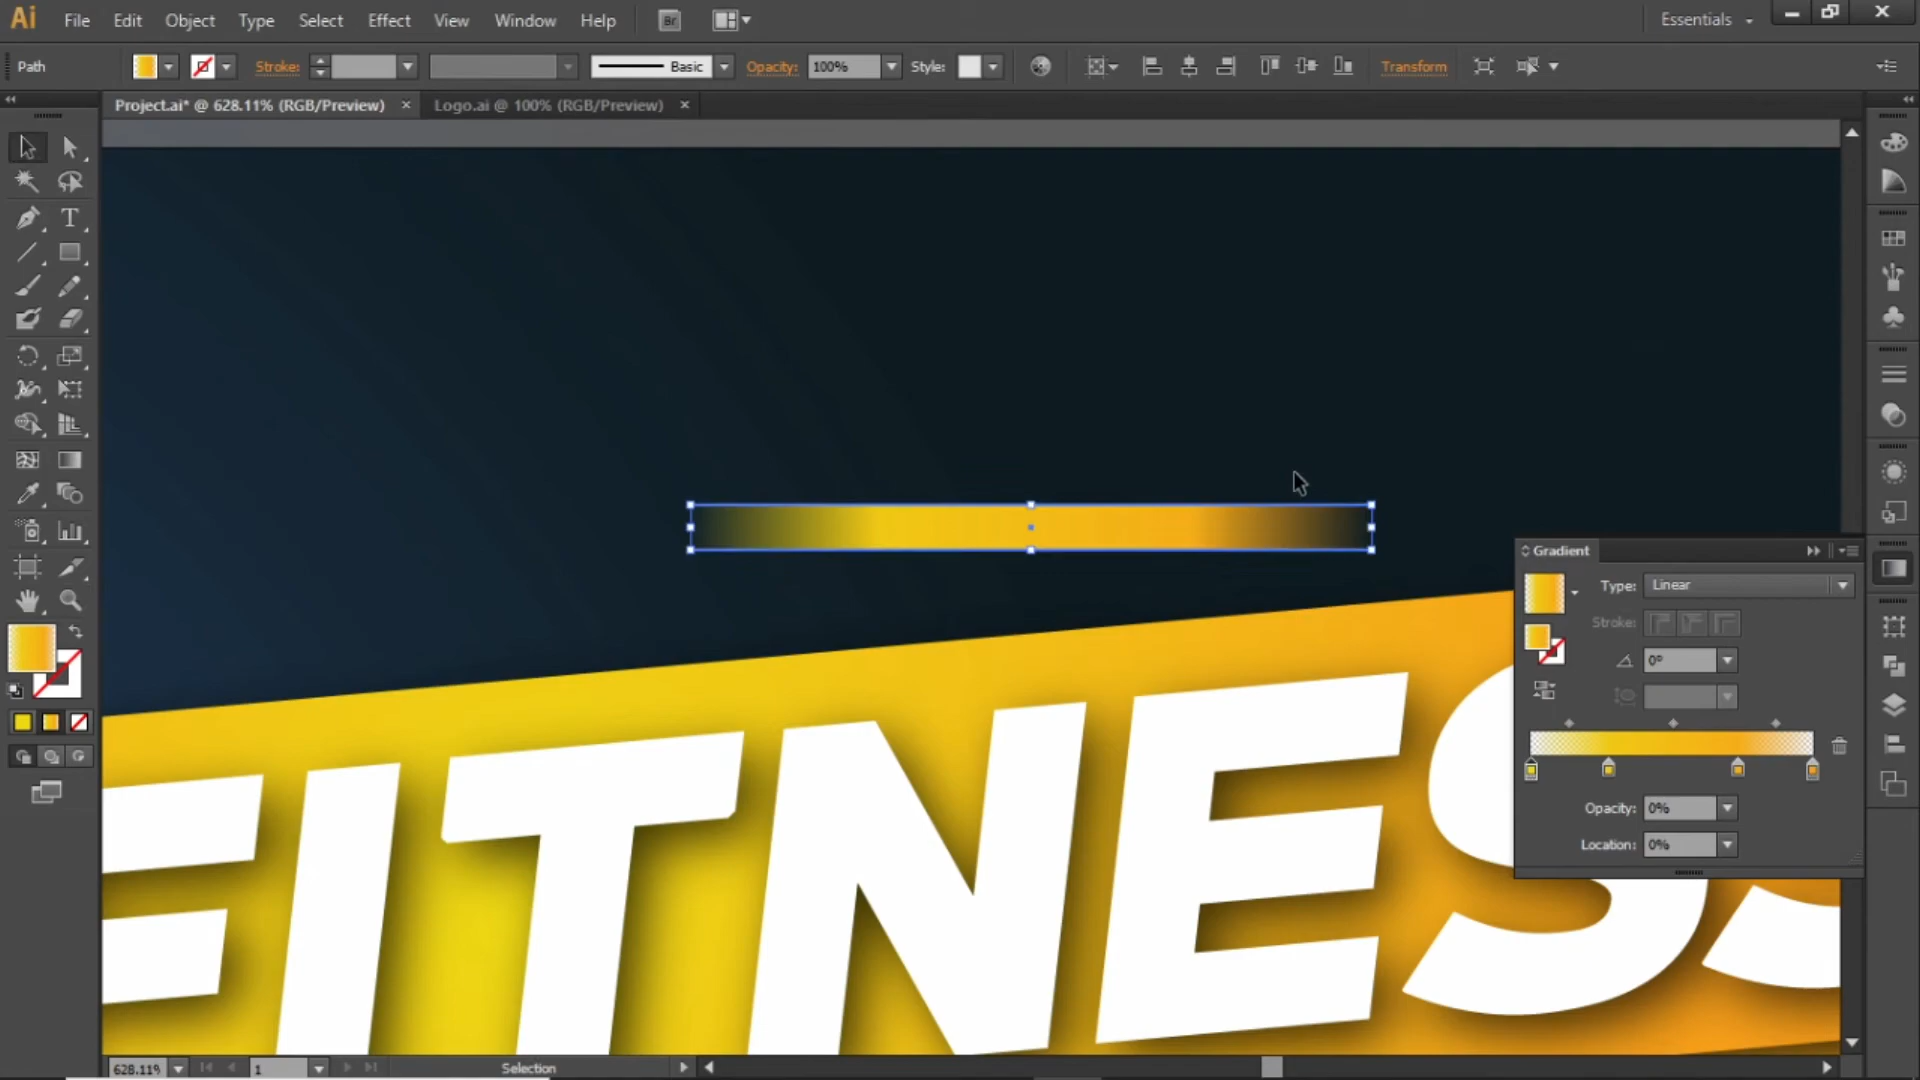 Ai File Edit Object Type Select Effect View Window Help Br Essentials
Path Stroke: Basic Opacity: 100% Style: Transform
Project.ai* @ 628.11% (RGB/Preview) × Logo.ai @ 100% (RGB/Preview) ×
Gradient
Type: Linear
Stroke:
0°
Opacity: 0%
Location: 0%
FITNESS
628.11% 1 Selection